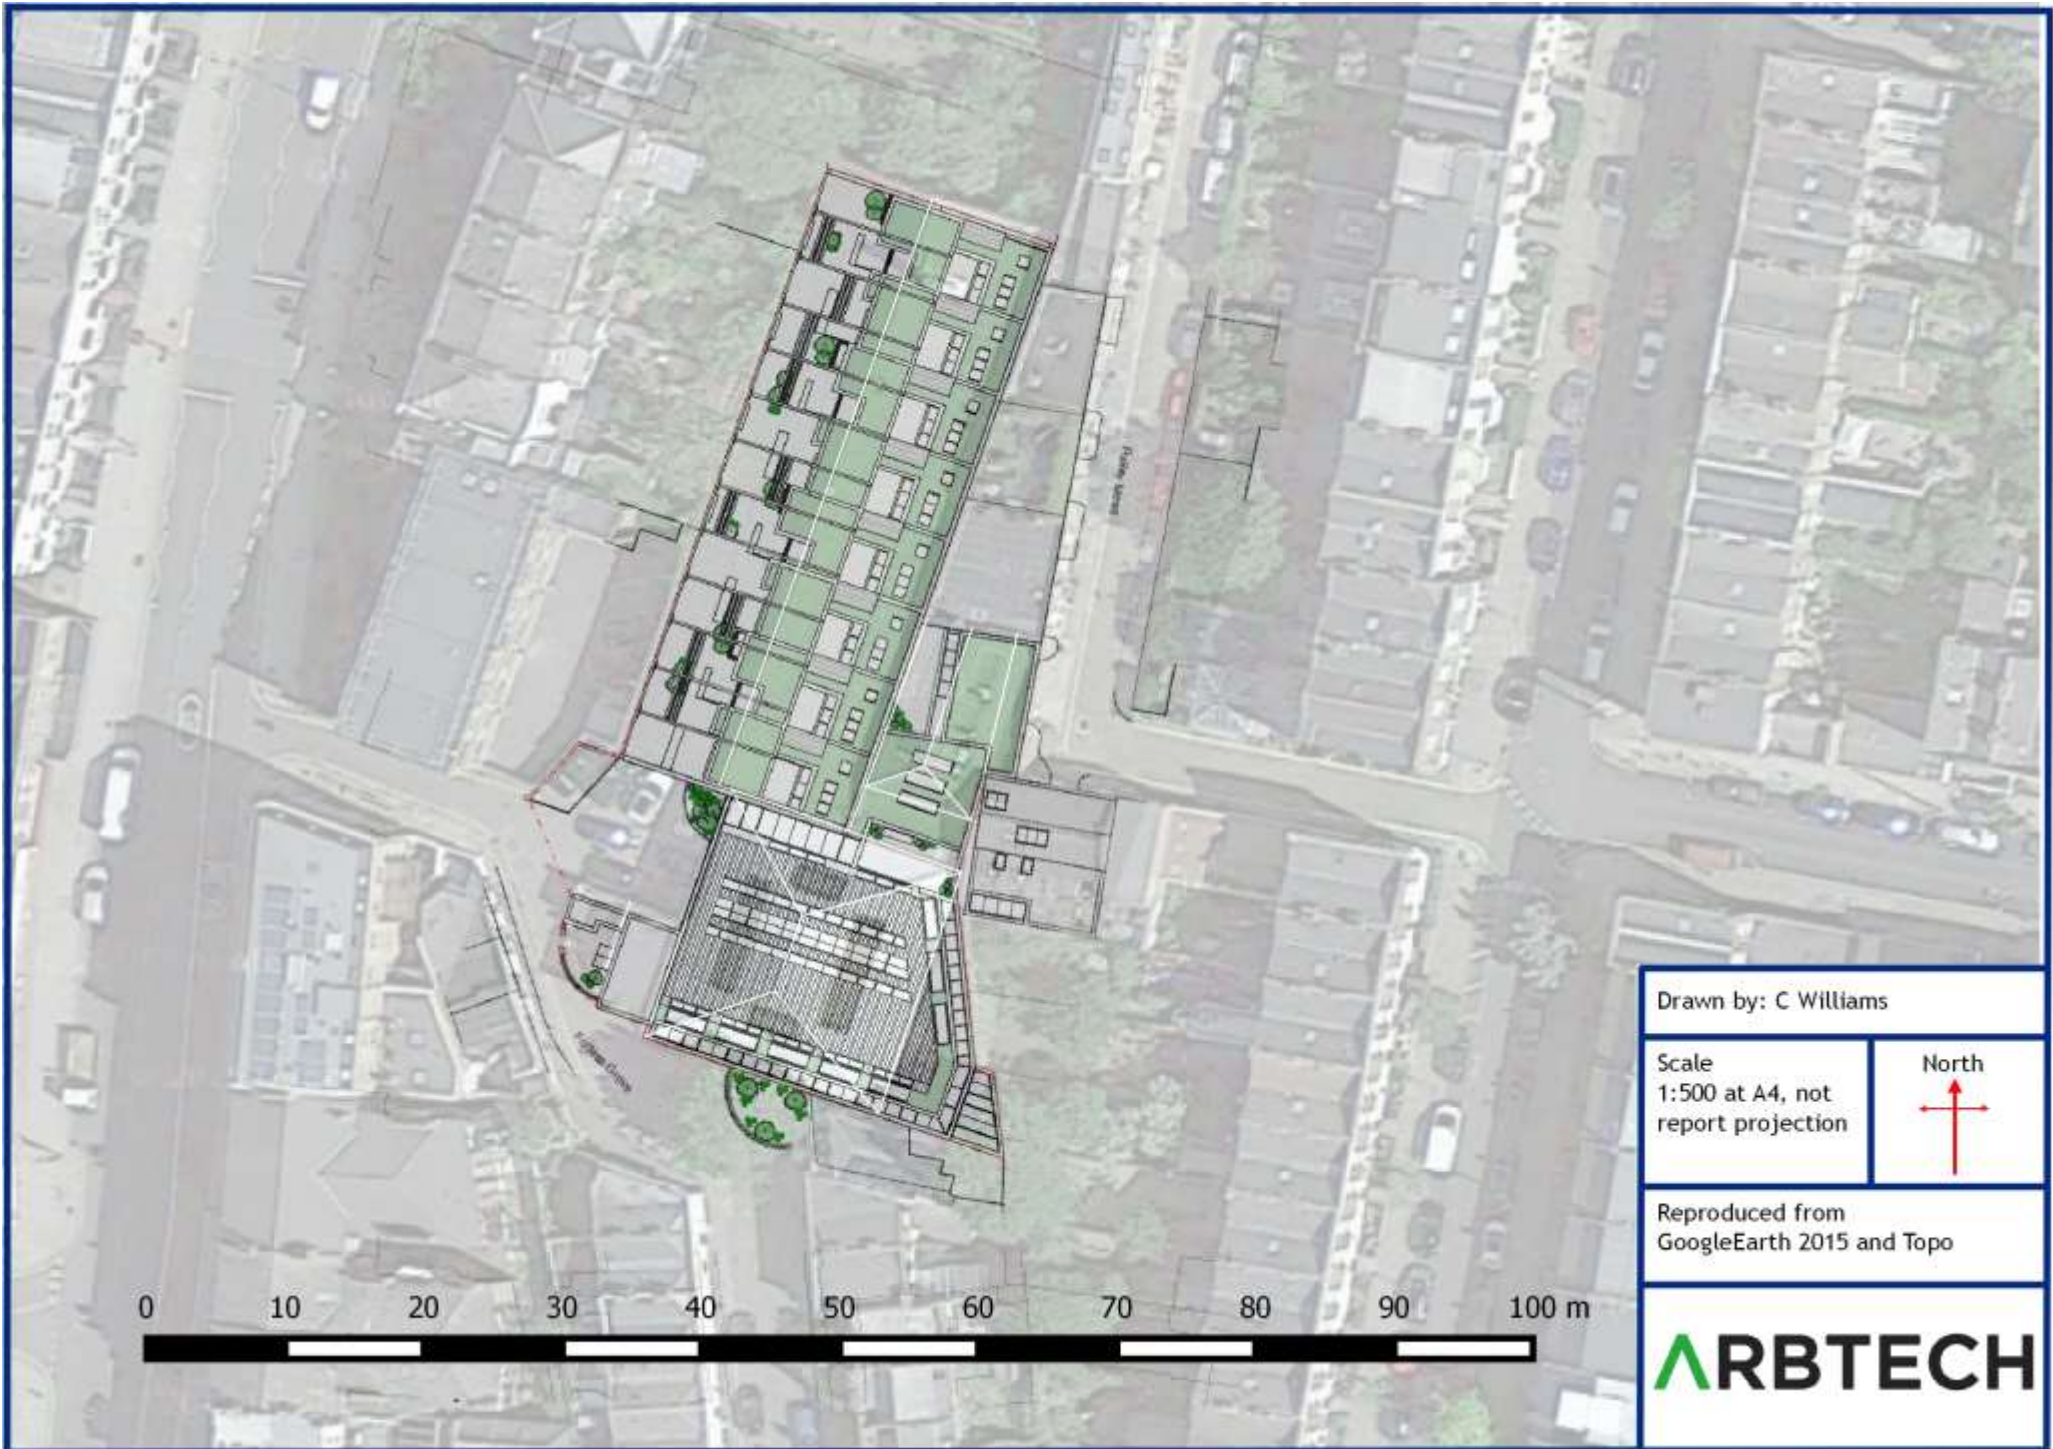 Drawn by: C Williams
Scale
1:500 at A4, not
report projection
North
Reproduced from
GoogleEarth 2015 and Topo
0 10 20 30 40 50 60 70 80 90 100 m
ARBTECH